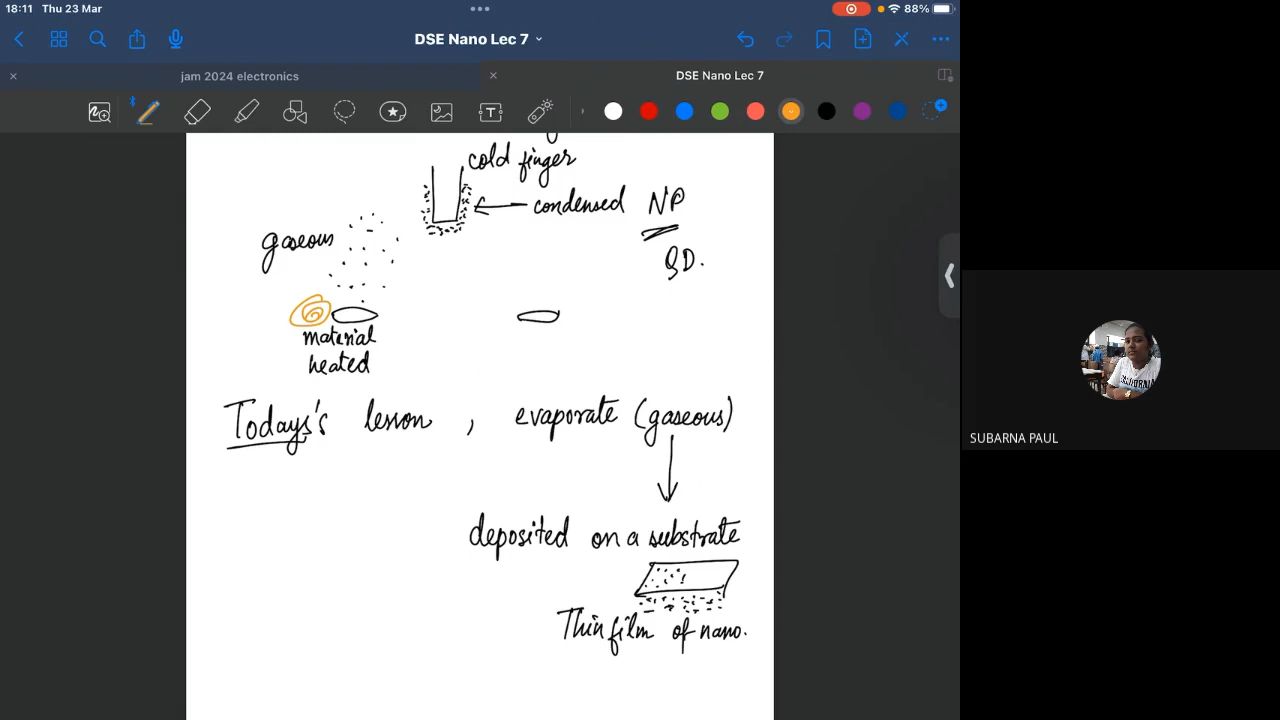 18:11 Thu 23 Mar
88%
DSE Nano Lec 7
jam 2024 electronics
DSE Nano Lec 7
cold finger
condensed NP
QD.
gaseous
material
heated
Todays's lesson , evaporate (gaseous)
deposited on a substrate
Thin film of nano.
SUBARNA PAUL